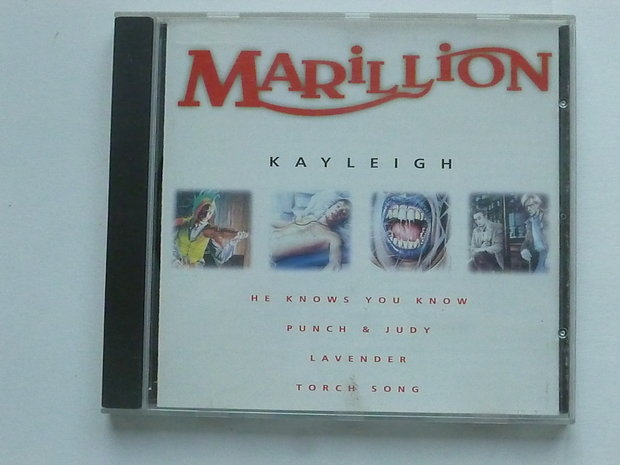 MARILLION
KAYLEIGH
HE KNOWS YOU KNOW
PUNCH & JUDY
LAVENDER
TORCH SONG